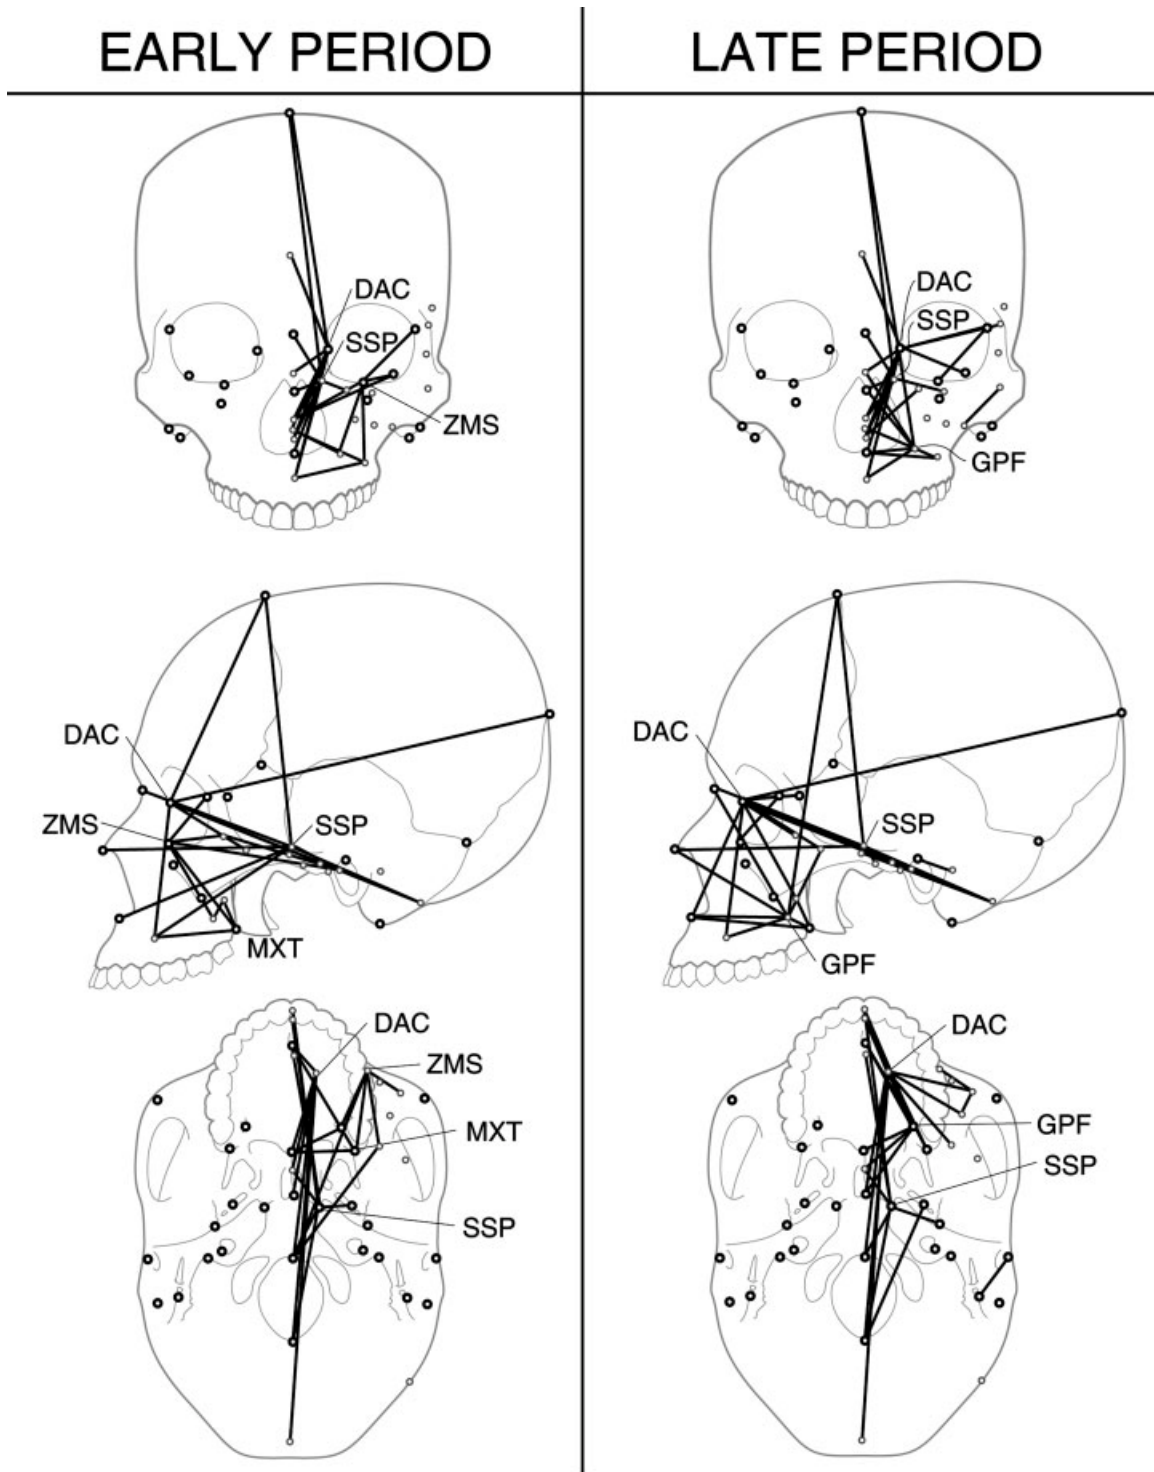 EARLY PERIOD
LATE PERIOD
DAC
SSP
ZMS
DAC
SSP
GPF
DAC
ZMS
SSP
MXT
DAC
SSP
GPF
DAC
ZMS
MXT
SSP
DAC
GPF
SSP